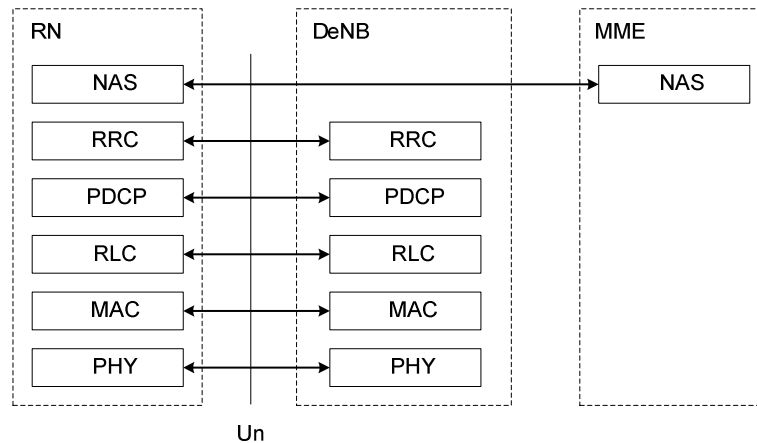 RN DeNB MME
NAS NAS
RRC RRC
PDCP PDCP
RLC RLC
MAC MAC
PHY PHY
Un